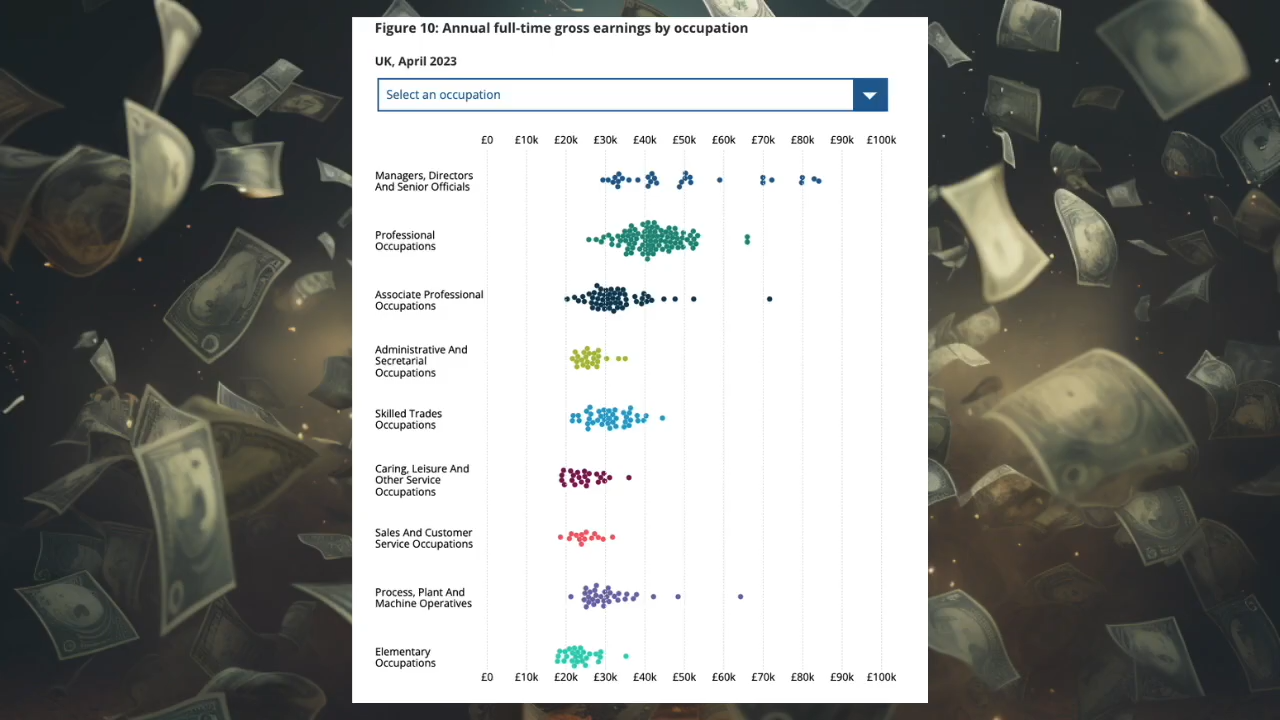 Figure 10: Annual full-time gross earnings by occupation
UK, April 2023
Select an occupation
£0 £10k £20k £30k £40k £50k £60k £70k £80k £90k £100k
Managers, Directors
And Senior Officials
Professional
Occupations
Associate Professional
Occupations
Administrative And
Secretarial
Occupations
Skilled Trades
Occupations
Caring, Leisure And
Other Service
Occupations
Sales And Customer
Service Occupations
Process, Plant And
Machine Operatives
Elementary
Occupations
£0 £10k £20k £30k £40k £50k £60k £70k £80k £90k £100k